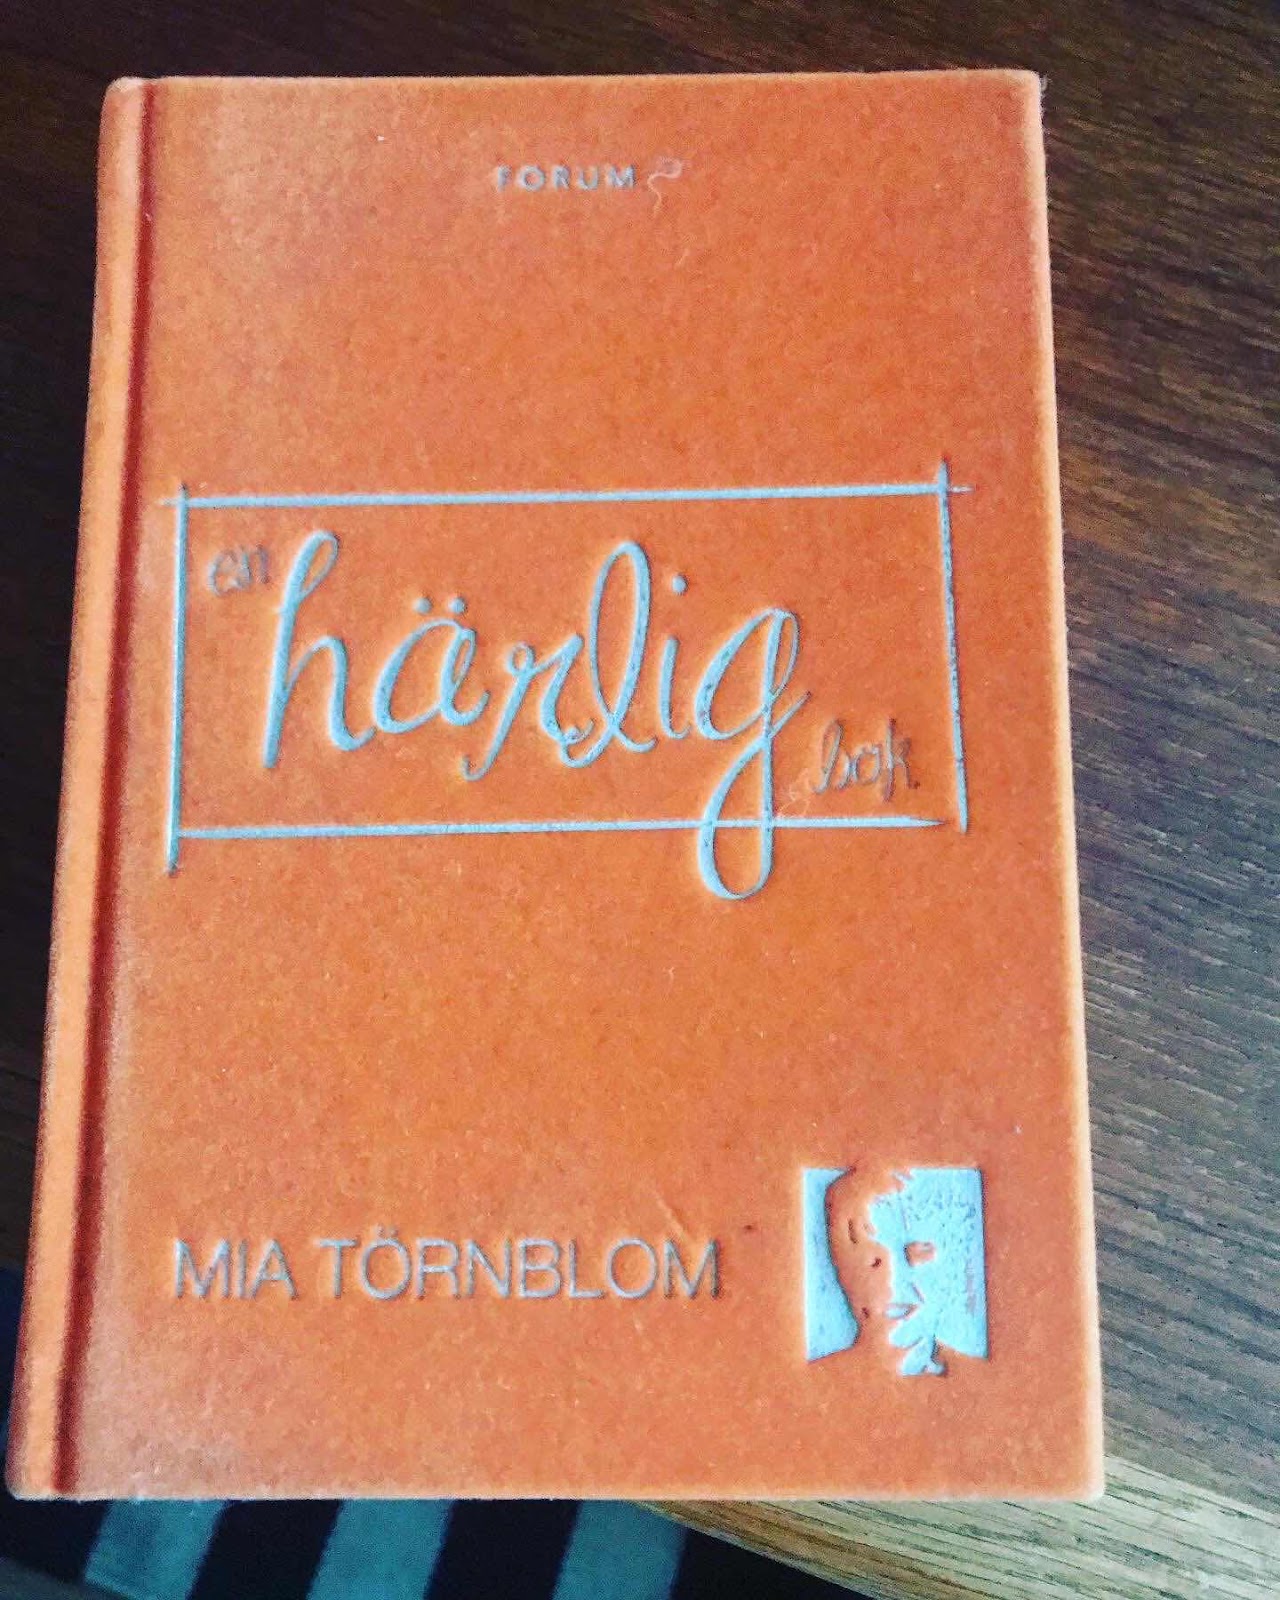 FORUM
en härlig bok
MIA TÖRNBLOM